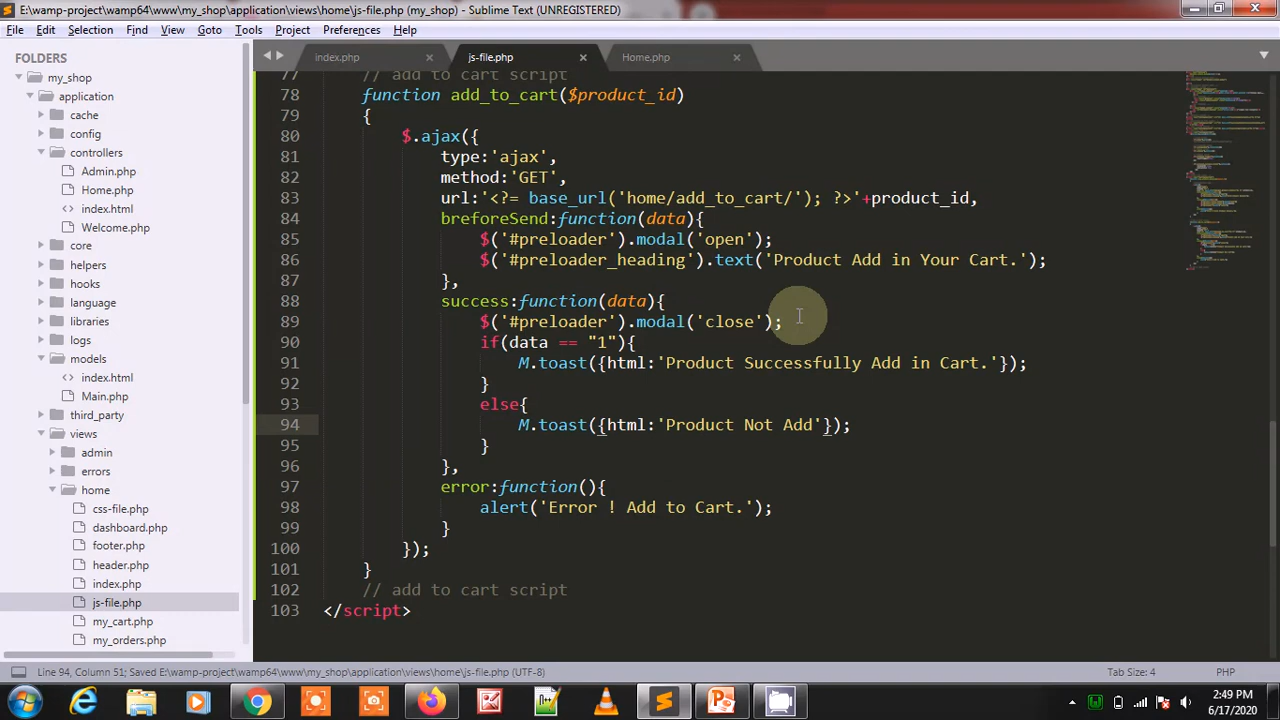 E:\wamp-project\wamp64\www\my_shop\application\views\home\js-file.php (my_shop) - Sublime Text (UNREGISTERED)
File Edit Selection Find View Goto Tools Project Preferences Help
FOLDERS
my_shop
application
cache
config
controllers
Admin.php
Home.php
index.html
Welcome.php
core
helpers
hooks
language
libraries
logs
models
index.html
Main.php
third_party
views
admin
errors
home
css-file.php
dashboard.php
footer.php
header.php
index.php
js-file.php
my_cart.php
my_orders.php
index.php js-file.php Home.php
77 // add to cart script
78 function add_to_cart($product_id)
79 {
80 $.ajax({
81 type:'ajax',
82 method:'GET',
83 url:'<?= base_url('home/add_to_cart/'); ?>'+product_id,
84 breforeSend:function(data){
85 $('#preloader').modal('open');
86 $('#preloader_heading').text('Product Add in Your Cart.');
87 },
88 success:function(data){
89 $('#preloader').modal('close');
90 if(data == "1"){
91 M.toast({html:'Product Successfully Add in Cart.'});
92 }
93 else{
94 M.toast({html:'Product Not Add'});
95 }
96 },
97 error:function(){
98 alert('Error ! Add to Cart.');
99 }
100 });
101 }
102 // add to cart script
103 </script>
Line 94, Column 51; Saved E:\wamp-project\wamp64\www\my_shop\application\views\home\js-file.php (UTF-8) Tab Size: 4 PHP
2:49 PM
6/17/2020